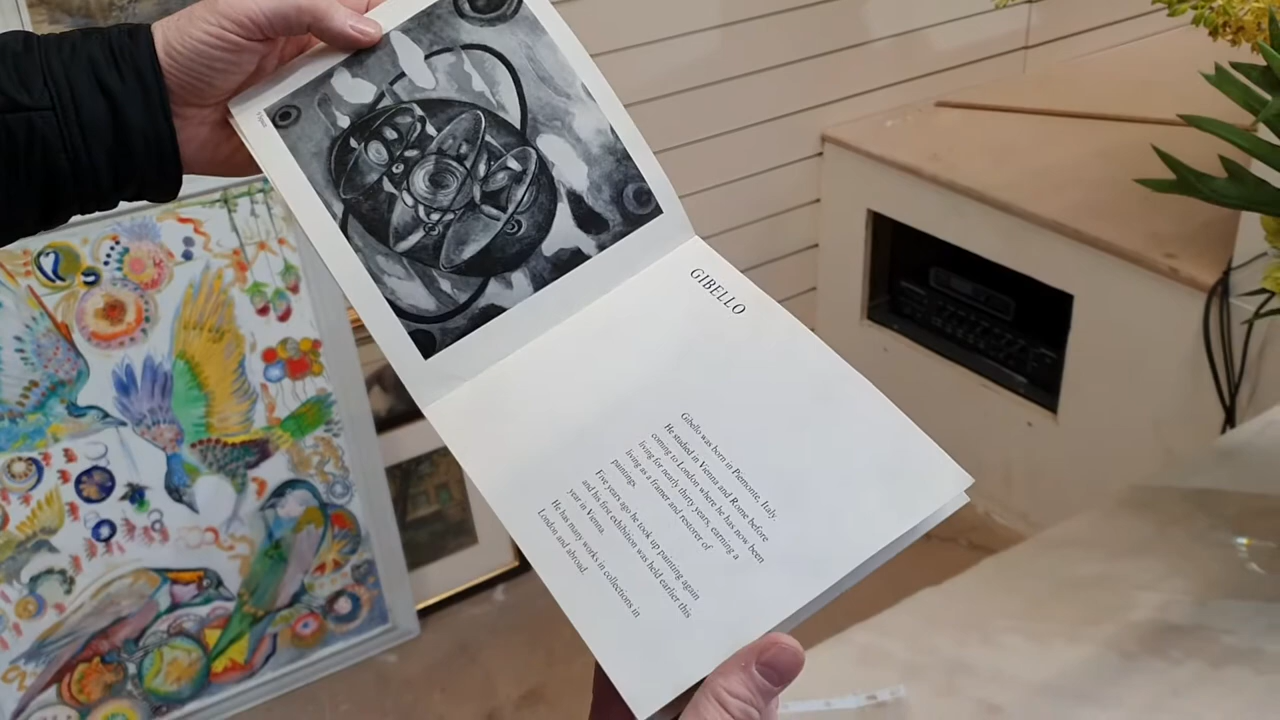 GIBELLO
Gibello was born in Piemonte, Italy.
He studied in Vienna and Rome before
coming to London where he has now been
living for nearly thirty years, earning a
living as a framer and restorer of
paintings.
Five years ago he took up painting again
and his first exhibition was held earlier this
year in Vienna.
He has many works in collections in
London and abroad.